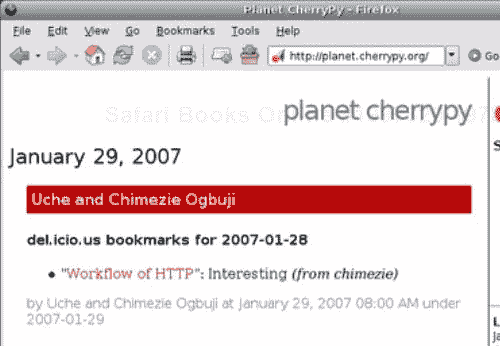 Planet CherryPy - Firefox
File Edit View Go Bookmarks Tools Help
http://planet.cherrypy.org/ Go
Safari Books
planet cherrypy
January 29, 2007
Uche and Chimezie Ogbuji
del.icio.us bookmarks for 2007-01-28
• "Workflow of HTTP": Interesting (from chimezie)
by Uche and Chimezie Ogbuji at January 29, 2007 08:00 AM under
2007-01-29